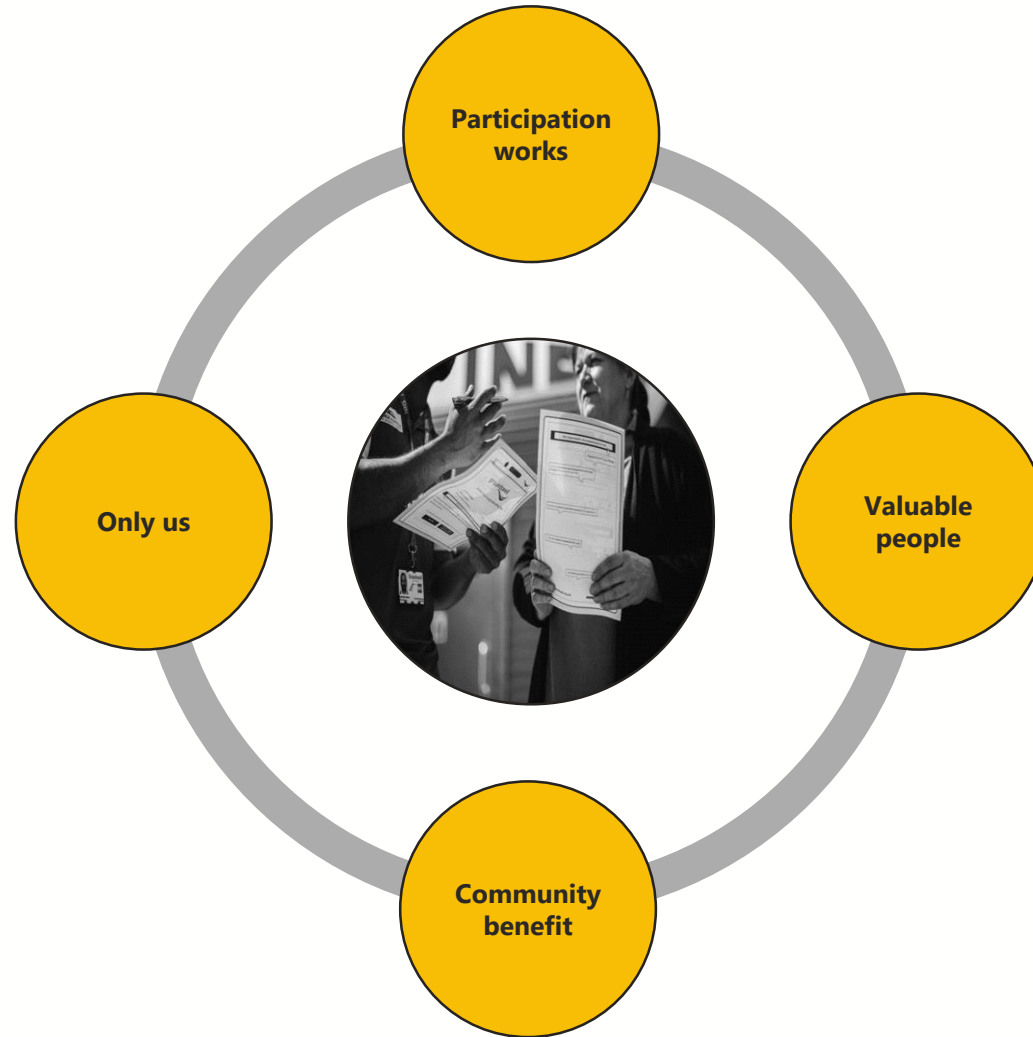 Participation
works
Only us
Valuable
people
Community
benefit